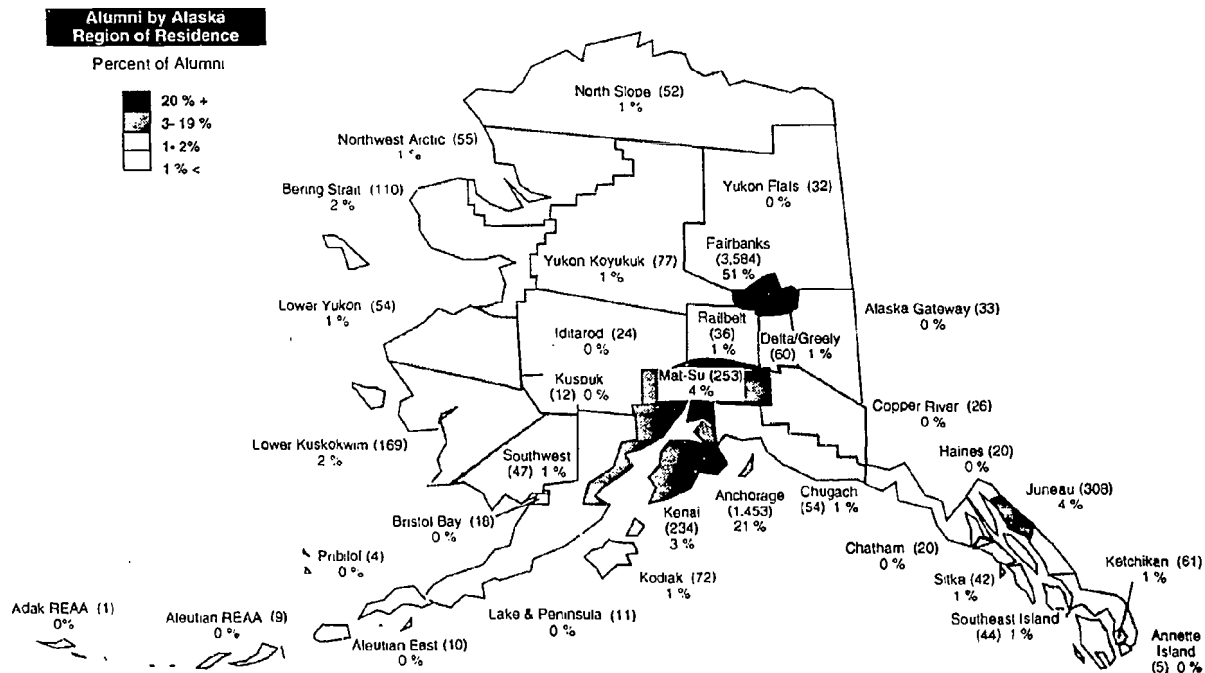 Alumni by Alaska
Region of Residence
Percent of Alumni
20 % +
3-19 %
1-2%
1 % <
North Slope (52)
1 %
Northwest Arctic (55)
1 %
Bering Strait (110)
2 %
Yukon Flats (32)
0 %
Fairbanks
(3,584)
51 %
Yukon Koyukuk (77)
1 %
Lower Yukon (54)
1 %
Iditarod (24)
0 %
Railbelt
(36)
1 %
Delta/Greely
(60) 1 %
Alaska Gateway (33)
0 %
Kuspuk
(12) 0 %
Mat-Su (253)
4 %
Copper River (26)
0 %
Lower Kuskokwim (169)
2 %
Southwest
(47) 1 %
Haines (20)
0 %
Juneau (308)
4 %
Anchorage
(1.453)
21 %
Chugach
(54) 1 %
Kenai
(234)
3 %
Bristol Bay (18)
0 %
Pribilof (4)
0 %
Chatham (20)
0 %
Ketchikan (61)
1 %
Kodiak (72)
1 %
Sitka (42)
1 %
Adak REAA (1)
0%
Aleutian REAA (9)
0 %
Lake & Peninsula (11)
0 %
Southeast Island
(44) 1 %
Aleutian East (10)
0 %
Annette
Island
(5) 0 %